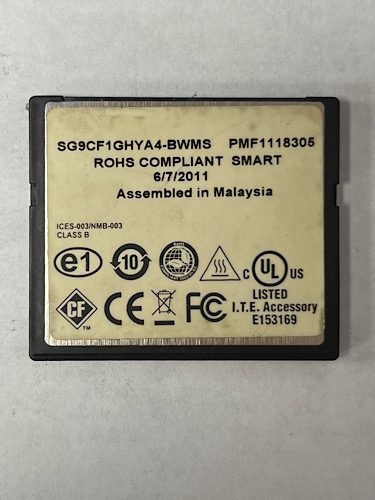 SG9CF1GHYA4-BWMS PMF1118305
ROHS COMPLIANT SMART
6/7/2011
Assembled in Malaysia
ICES-003/NMB-003
CLASS B
e1
10
C UL US
LISTED
I.T.E. Accessory
E153169
CF TM
CE
FC